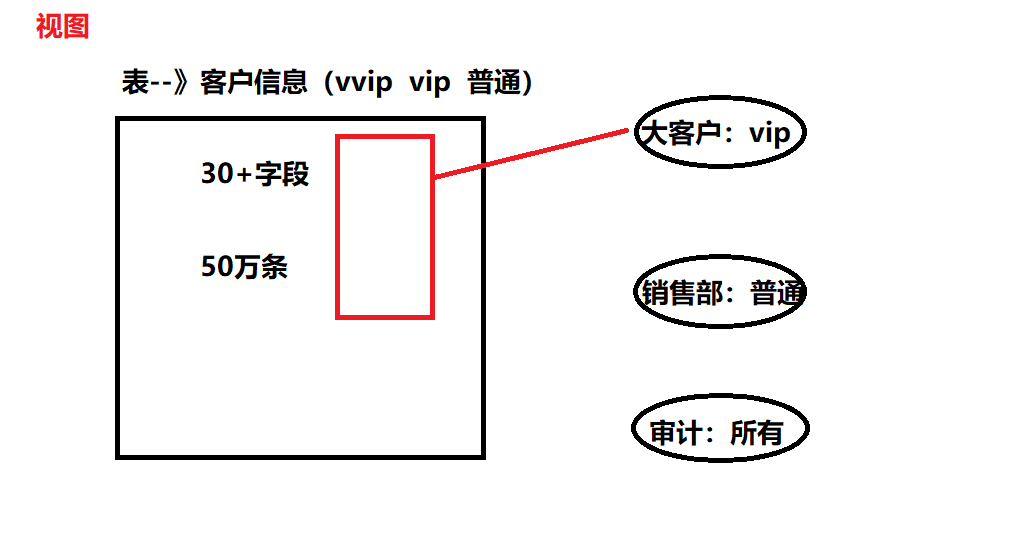 视图
表--》客户信息（vvip vip 普通）
30+字段
50万条
大客户：vip
销售部：普通
审计：所有